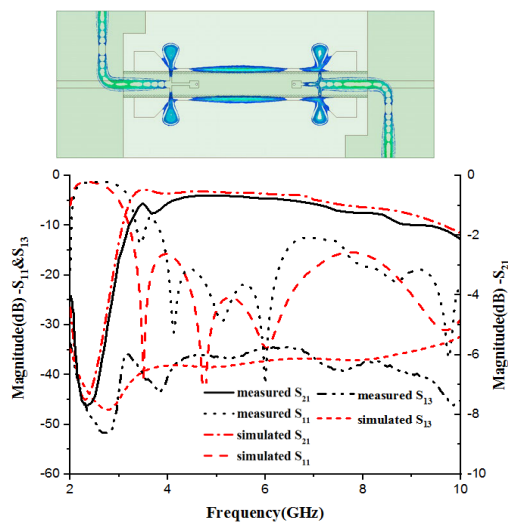 0
-10
-20
-30
-40
-50
-60
Magnitude(dB) -S11&S13
0
-2
-4
-6
-8
-10
Magnitude(dB) -S21
measured S21
measured S11
simulated S21
simulated S11
measured S13
simulated S13
2
4
6
8
10
Frequency(GHz)